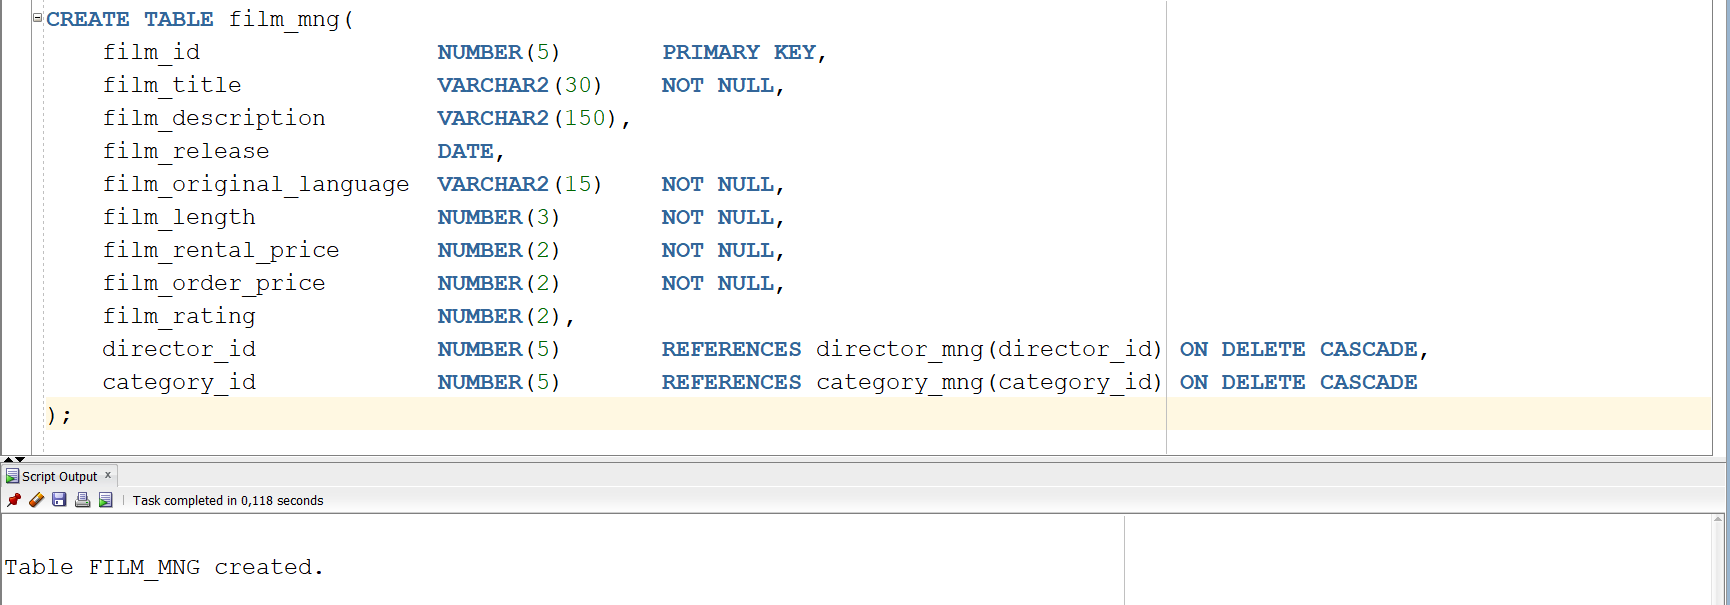 CREATE TABLE film_mng(
film_id NUMBER(5) PRIMARY KEY,
film_title VARCHAR2(30) NOT NULL,
film_description VARCHAR2(150),
film_release DATE,
film_original_language VARCHAR2(15) NOT NULL,
film_length NUMBER(3) NOT NULL,
film_rental_price NUMBER(2) NOT NULL,
film_order_price NUMBER(2) NOT NULL,
film_rating NUMBER(2),
director_id NUMBER(5) REFERENCES director_mng(director_id) ON DELETE CASCADE,
category_id NUMBER(5) REFERENCES category_mng(category_id) ON DELETE CASCADE
);
Script Output x
Task completed in 0,118 seconds
Table FILM_MNG created.